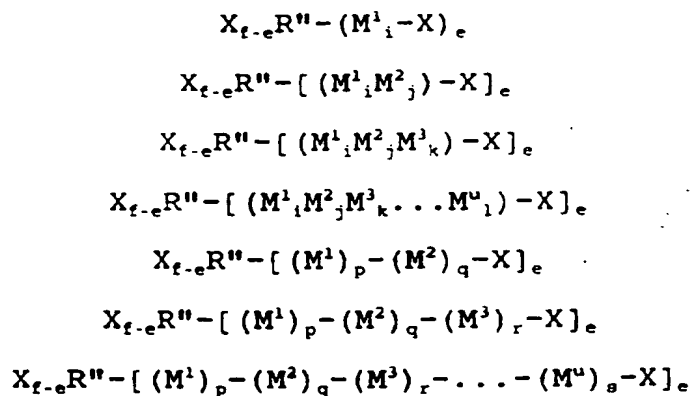 X_{f-e}R"-(M^1_i-X)_e
X_{f-e}R"-[(M^1_iM^2_j)-X]_e
X_{f-e}R"-[(M^1_iM^2_jM^3_k)-X]_e
X_{f-e}R"-[(M^1_iM^2_jM^3_k...M^u_l)-X]_e
X_{f-e}R"-[(M^1)_p-(M^2)_q-X]_e
X_{f-e}R"-[(M^1)_p-(M^2)_q-(M^3)_r-X]_e
X_{f-e}R"-[(M^1)_p-(M^2)_q-(M^3)_r-...-(M^u)_s-X]_e